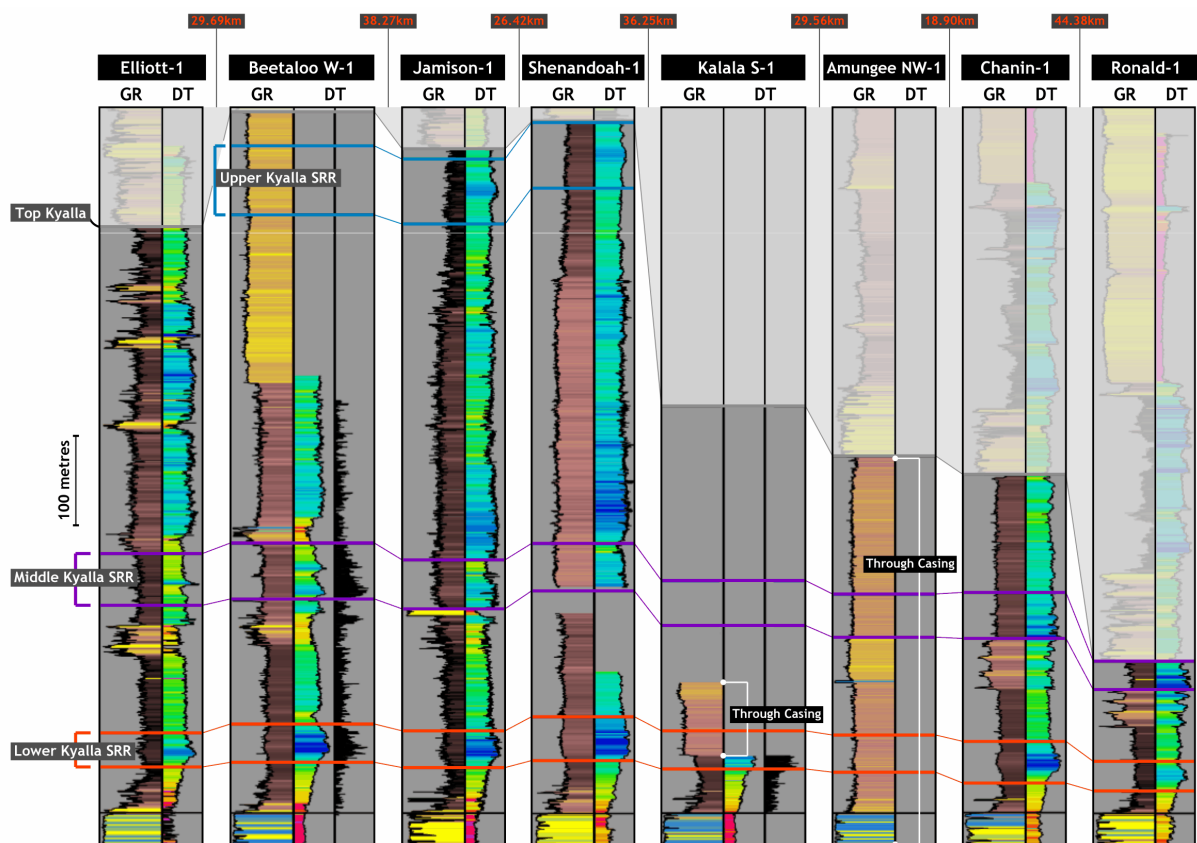 29.69km 38.27km 26.42km 36.25km 29.56km 18.90km 44.38km
Elliott-1 Beetaloo W-1 Jamison-1 Shenandoah-1 Kalala S-1 Amungee NW-1 Chanin-1 Ronald-1
GR DT GR DT GR DT GR DT GR DT GR DT GR DT GR DT
Upper Kyalla SRR
Top Kyalla
100 metres
Through Casing
Middle Kyalla SRR
Through Casing
Lower Kyalla SRR